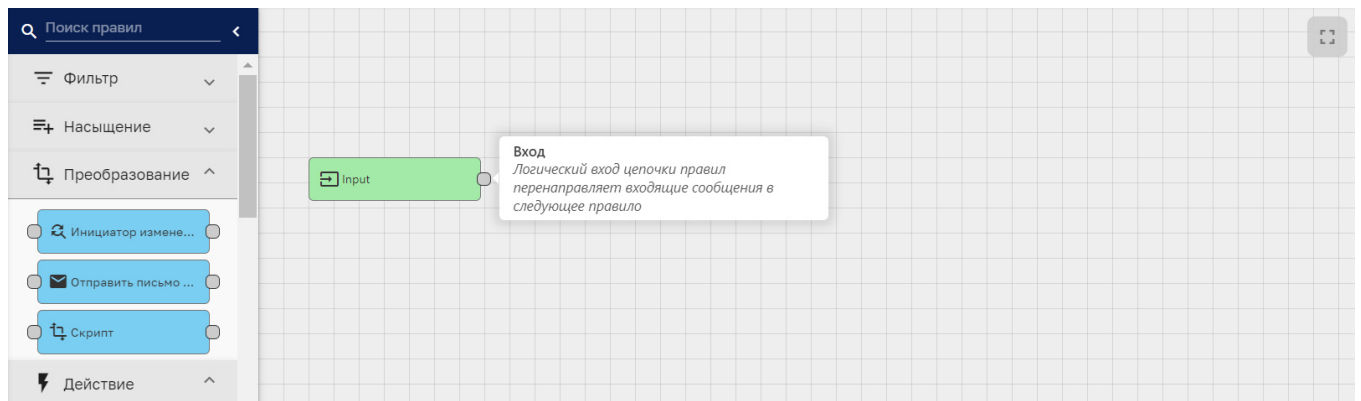 Поиск правил
Фильтр
Насыщение
Преобразование
Инициатор измене...
Отправить письмо ...
Скрипт
Действие
Input
Вход
Логический вход цепочки правил
перенаправляет входящие сообщения в
следующее правило